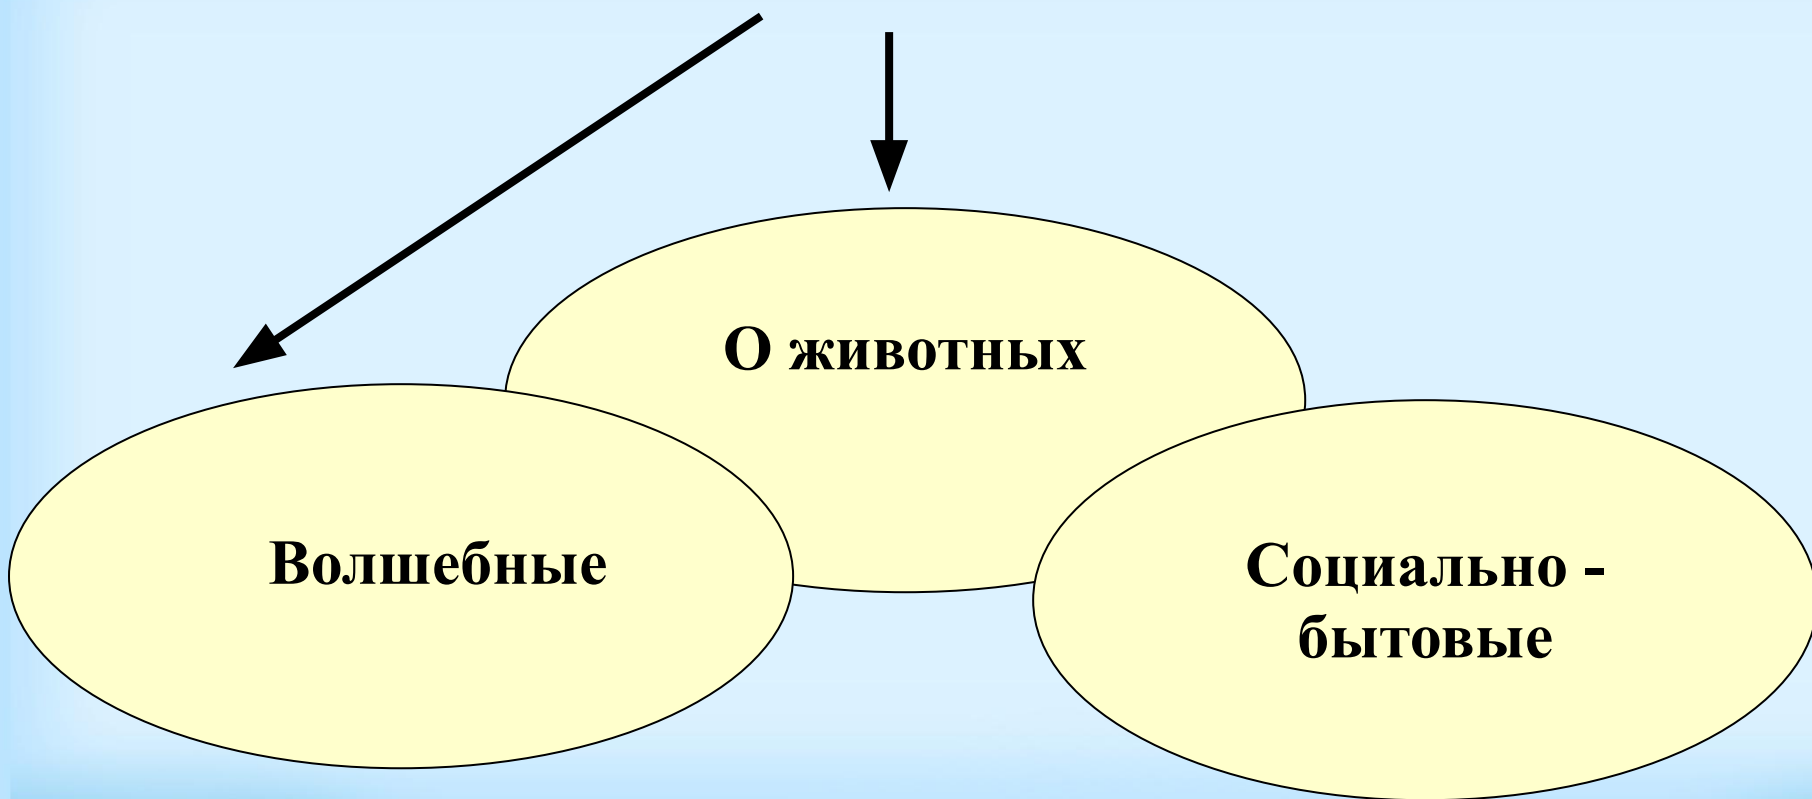 О животных
Волшебные
Социально -
бытовые